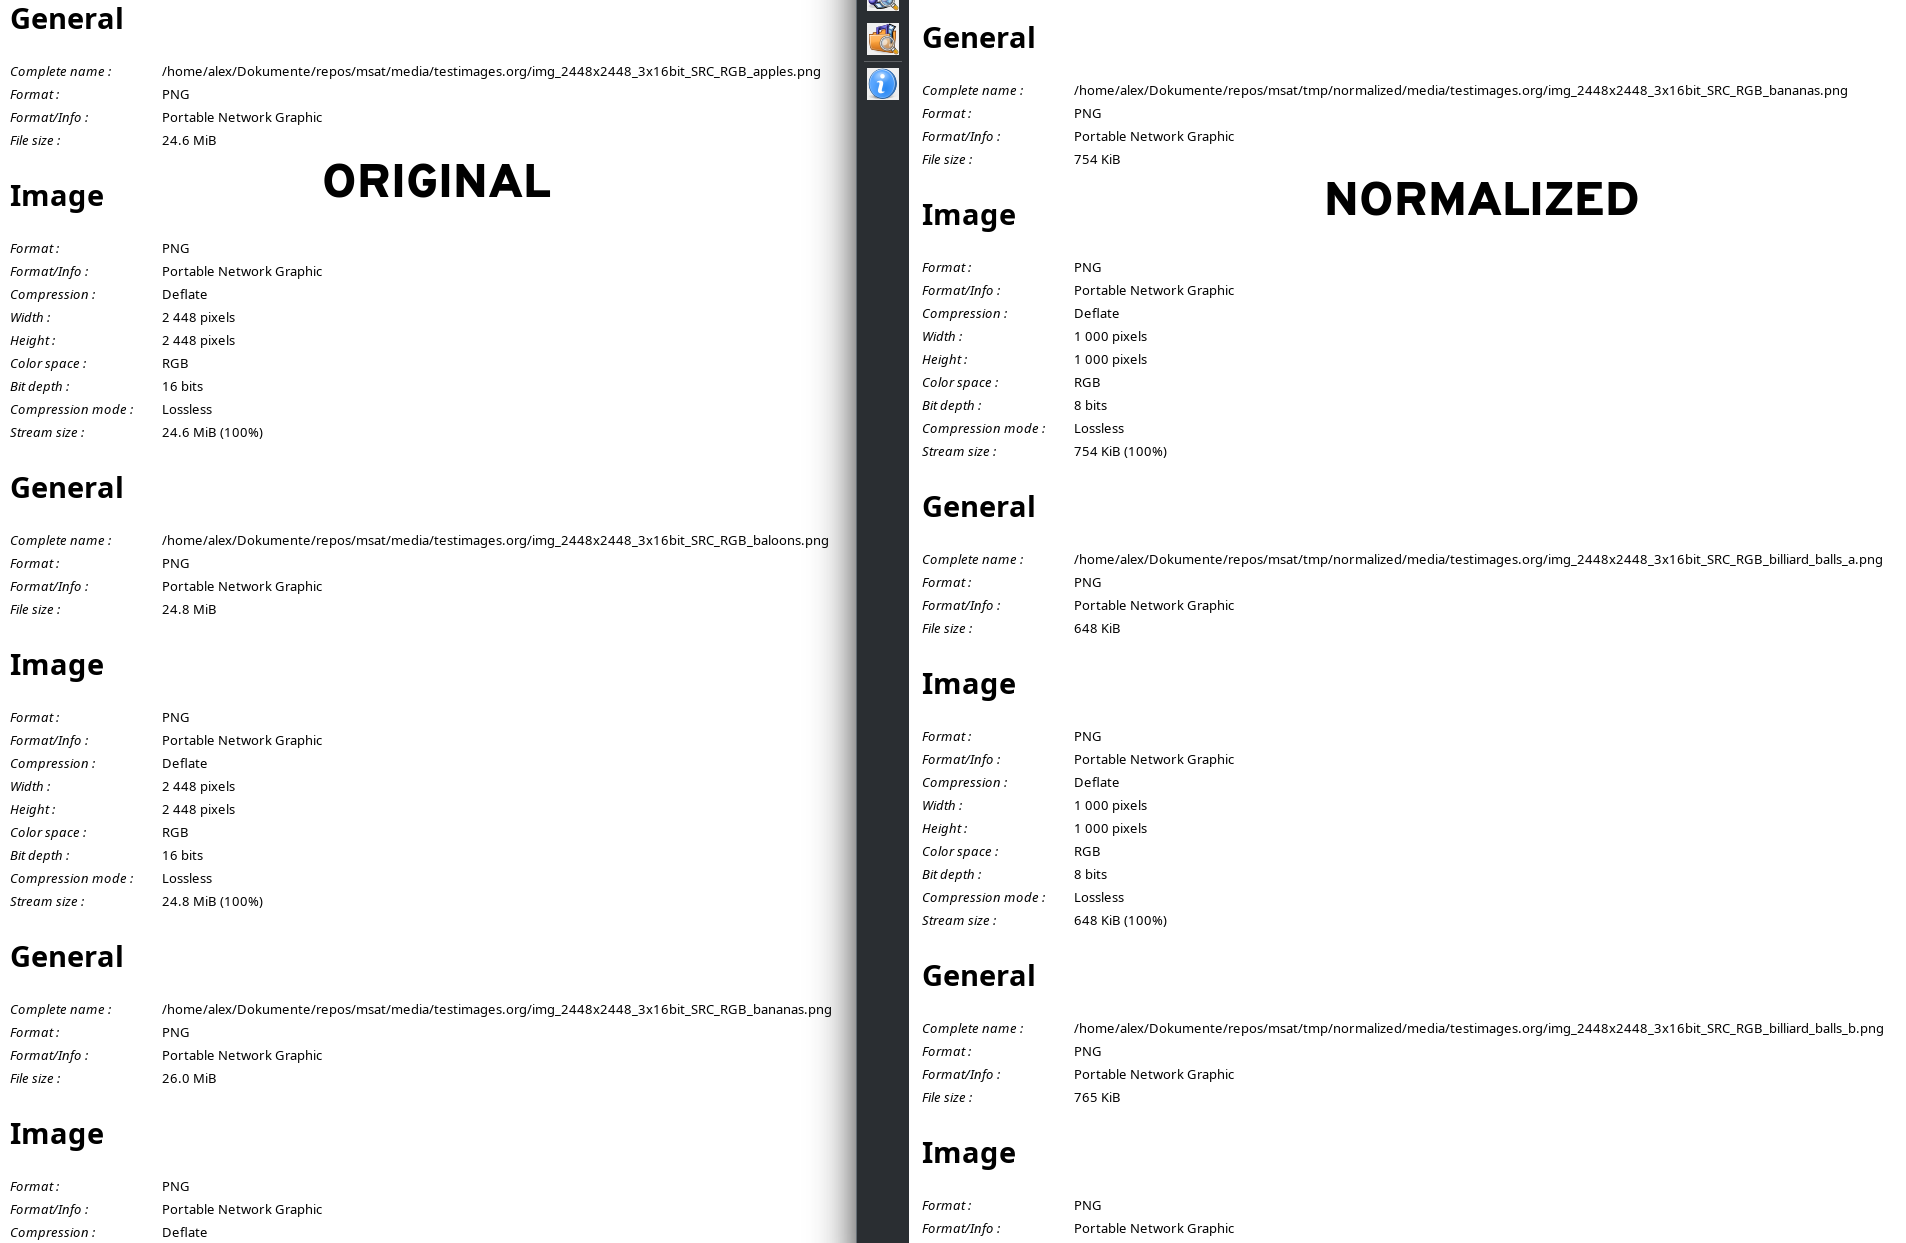 General
Complete name : /home/alex/Dokumente/repos/msat/media/testimages.org/img_2448x2448_3x16bit_SRC_RGB_apples.png
Format : PNG
Format/Info : Portable Network Graphic
File size : 24.6 MiB
ORIGINAL
Image
Format : PNG
Format/Info : Portable Network Graphic
Compression : Deflate
Width : 2 448 pixels
Height : 2 448 pixels
Color space : RGB
Bit depth : 16 bits
Compression mode : Lossless
Stream size : 24.6 MiB (100%)
General
Complete name : /home/alex/Dokumente/repos/msat/media/testimages.org/img_2448x2448_3x16bit_SRC_RGB_baloons.png
Format : PNG
Format/Info : Portable Network Graphic
File size : 24.8 MiB
Image
Format : PNG
Format/Info : Portable Network Graphic
Compression : Deflate
Width : 2 448 pixels
Height : 2 448 pixels
Color space : RGB
Bit depth : 16 bits
Compression mode : Lossless
Stream size : 24.8 MiB (100%)
General
Complete name : /home/alex/Dokumente/repos/msat/media/testimages.org/img_2448x2448_3x16bit_SRC_RGB_bananas.png
Format : PNG
Format/Info : Portable Network Graphic
File size : 26.0 MiB
Image
Format : PNG
Format/Info : Portable Network Graphic
Compression : Deflate
General
Complete name : /home/alex/Dokumente/repos/msat/tmp/normalized/media/testimages.org/img_2448x2448_3x16bit_SRC_RGB_bananas.png
Format : PNG
Format/Info : Portable Network Graphic
File size : 754 KiB
NORMALIZED
Image
Format : PNG
Format/Info : Portable Network Graphic
Compression : Deflate
Width : 1 000 pixels
Height : 1 000 pixels
Color space : RGB
Bit depth : 8 bits
Compression mode : Lossless
Stream size : 754 KiB (100%)
General
Complete name : /home/alex/Dokumente/repos/msat/tmp/normalized/media/testimages.org/img_2448x2448_3x16bit_SRC_RGB_billiard_balls_a.png
Format : PNG
Format/Info : Portable Network Graphic
File size : 648 KiB
Image
Format : PNG
Format/Info : Portable Network Graphic
Compression : Deflate
Width : 1 000 pixels
Height : 1 000 pixels
Color space : RGB
Bit depth : 8 bits
Compression mode : Lossless
Stream size : 648 KiB (100%)
General
Complete name : /home/alex/Dokumente/repos/msat/tmp/normalized/media/testimages.org/img_2448x2448_3x16bit_SRC_RGB_billiard_balls_b.png
Format : PNG
Format/Info : Portable Network Graphic
File size : 765 KiB
Image
Format : PNG
Format/Info : Portable Network Graphic